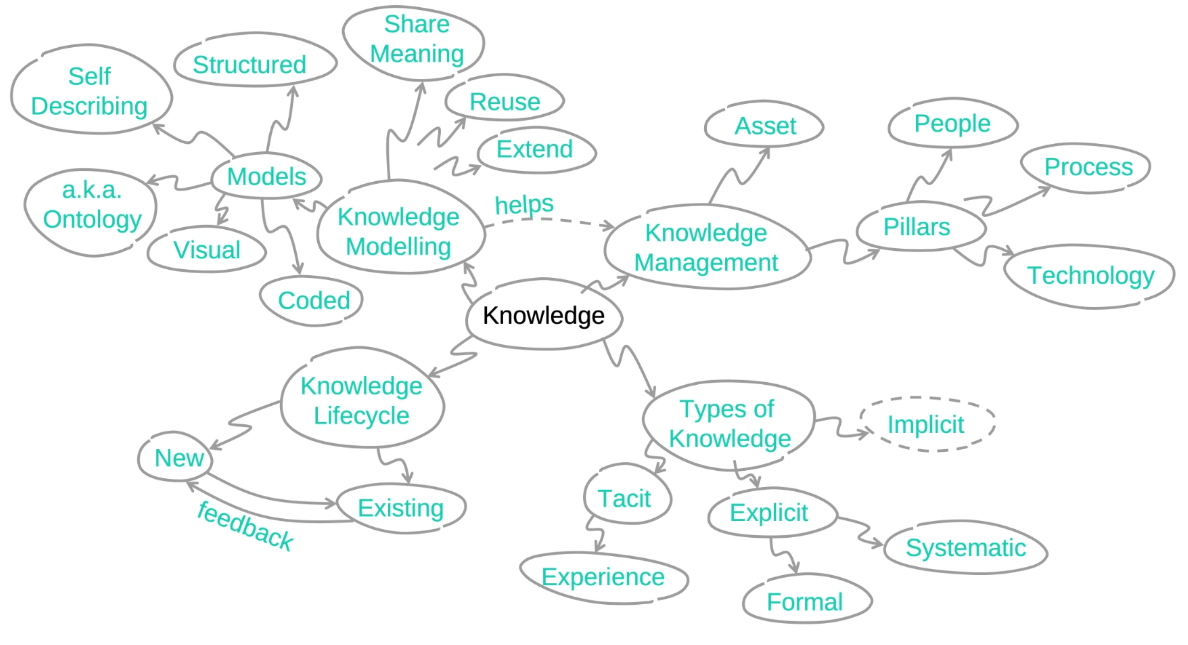 Share
Meaning
Structured
Self
Describing
Reuse
Extend
Asset
People
Process
Models
a.k.a.
Ontology
Visual
Coded
Knowledge
Modelling
helps
Knowledge
Management
Pillars
Technology
Knowledge
Knowledge
Lifecycle
New
Existing
feedback
Types of
Knowledge
Implicit
Tacit
Explicit
Experience
Systematic
Formal